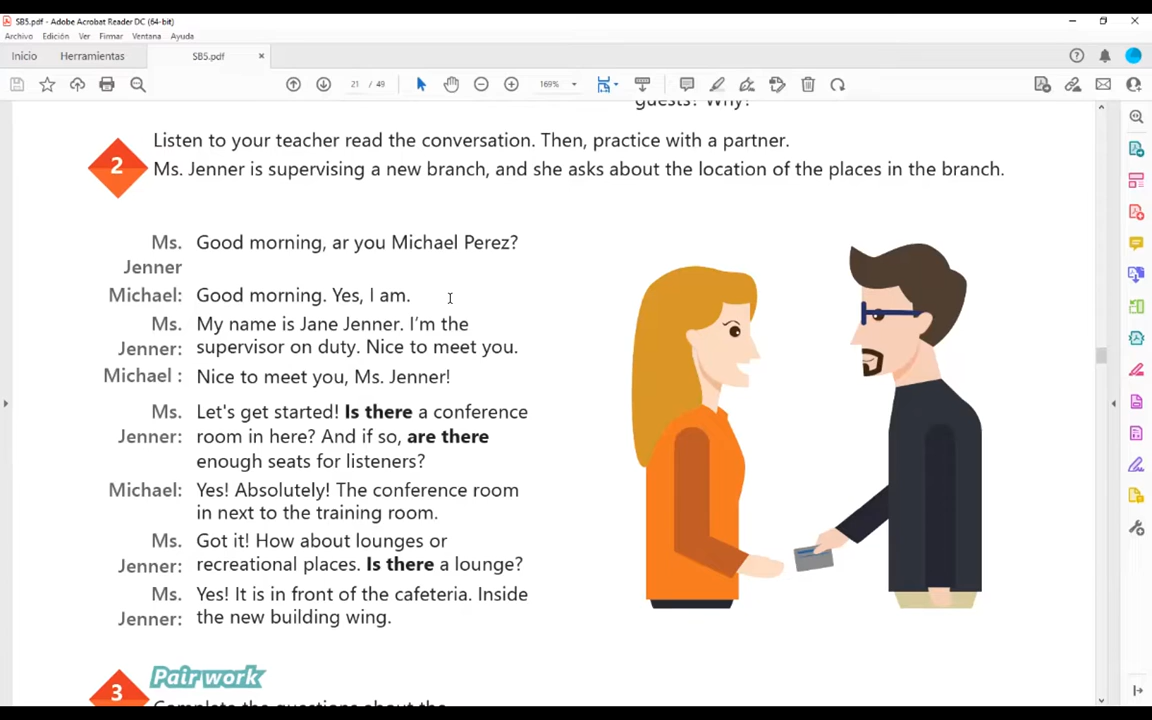 SB5.pdf - Adobe Acrobat Reader DC (64-bit)
Archivo Edición Ver Firmar Ventana Ayuda
Inicio Herramientas SB5.pdf ×
21 / 49 169%
guests? Why?
2 Listen to your teacher read the conversation. Then, practice with a partner.
Ms. Jenner is supervising a new branch, and she asks about the location of the places in the branch.
Ms. Good morning, ar you Michael Perez?
Jenner
Michael: Good morning. Yes, I am.
Ms. My name is Jane Jenner. I'm the
Jenner: supervisor on duty. Nice to meet you.
Michael : Nice to meet you, Ms. Jenner!
Ms. Let's get started! Is there a conference
Jenner: room in here? And if so, are there
enough seats for listeners?
Michael: Yes! Absolutely! The conference room
in next to the training room.
Ms. Got it! How about lounges or
Jenner: recreational places. Is there a lounge?
Ms. Yes! It is in front of the cafeteria. Inside
Jenner: the new building wing.
Pair work
3 Complete the questions about the